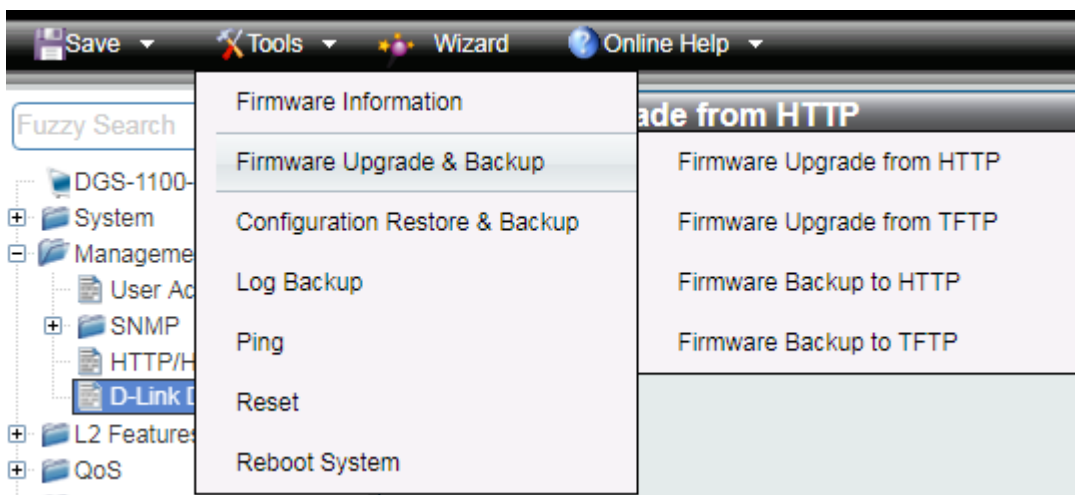 Save Tools Wizard Online Help
Fuzzy Search
DGS-1100-
System
Manageme
User Ac
SNMP
HTTP/H
D-Link D
L2 Features
QoS
Firmware Information
Firmware Upgrade & Backup
Configuration Restore & Backup
Log Backup
Ping
Reset
Reboot System
ade from HTTP
Firmware Upgrade from HTTP
Firmware Upgrade from TFTP
Firmware Backup to HTTP
Firmware Backup to TFTP